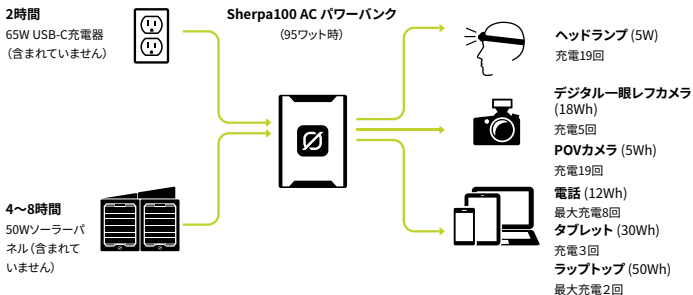 2時間
65W USB-C充電器
（含まれていません）
4〜8時間
50Wソーラーパ
ネル（含まれて
いません）
Sherpa100 AC パワーバンク
（95ワット時）
ヘッドランプ (5W)
充電19回
デジタル一眼レフカメラ
(18Wh)
充電5回
POVカメラ (5Wh)
充電19回
電話 (12Wh)
最大充電8回
タブレット (30Wh)
充電３回
ラップトップ (50Wh)
最大充電２回